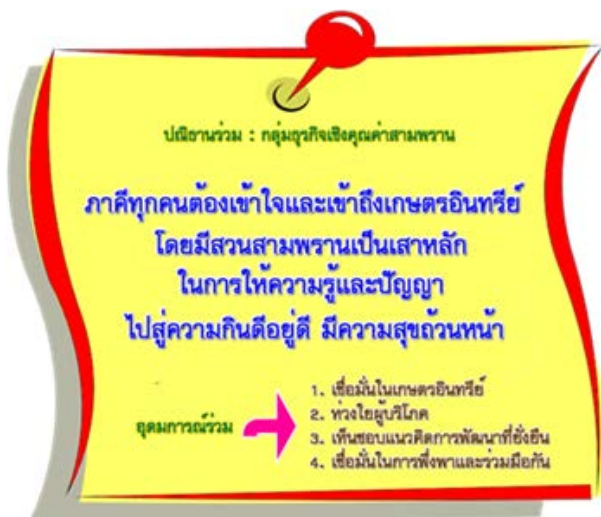 ปณิธานร่วม : กลุ่มธุรกิจเชิงคุณค่าสามพราน
ภาคีทุกคนต้องเข้าใจและเข้าถึงเกษตรอินทรีย์
โดยมีสวนสามพรานเป็นเสาหลัก
ในการให้ความรู้และปัญญา
ไปสู่ความกินดีอยู่ดี มีความสุขถ้วนหน้า
อุดมการณ์ร่วม
1. เชื่อมั่นในเกษตรอินทรีย์
2. ห่วงใยผู้บริโภค
3. เห็นชอบแนวคิดการพัฒนาที่ยั่งยืน
4. เชื่อมั่นในการพึ่งพาและร่วมมือกัน